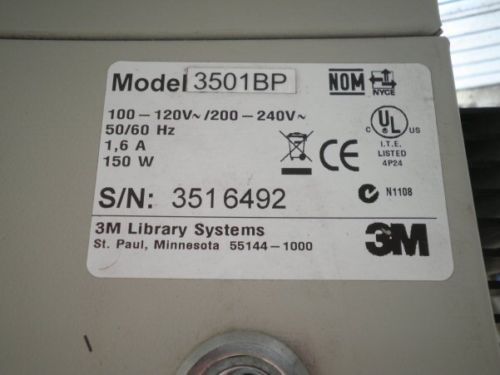 Model 3501BP
NOM NYCE
100-120V~/200-240V~
50/60 Hz
1,6 A
150 W
C UL US
I.T.E.
LISTED
4P24
CE
S/N: 3516492
N1108
3M Library Systems
St. Paul, Minnesota 55144-1000
3M